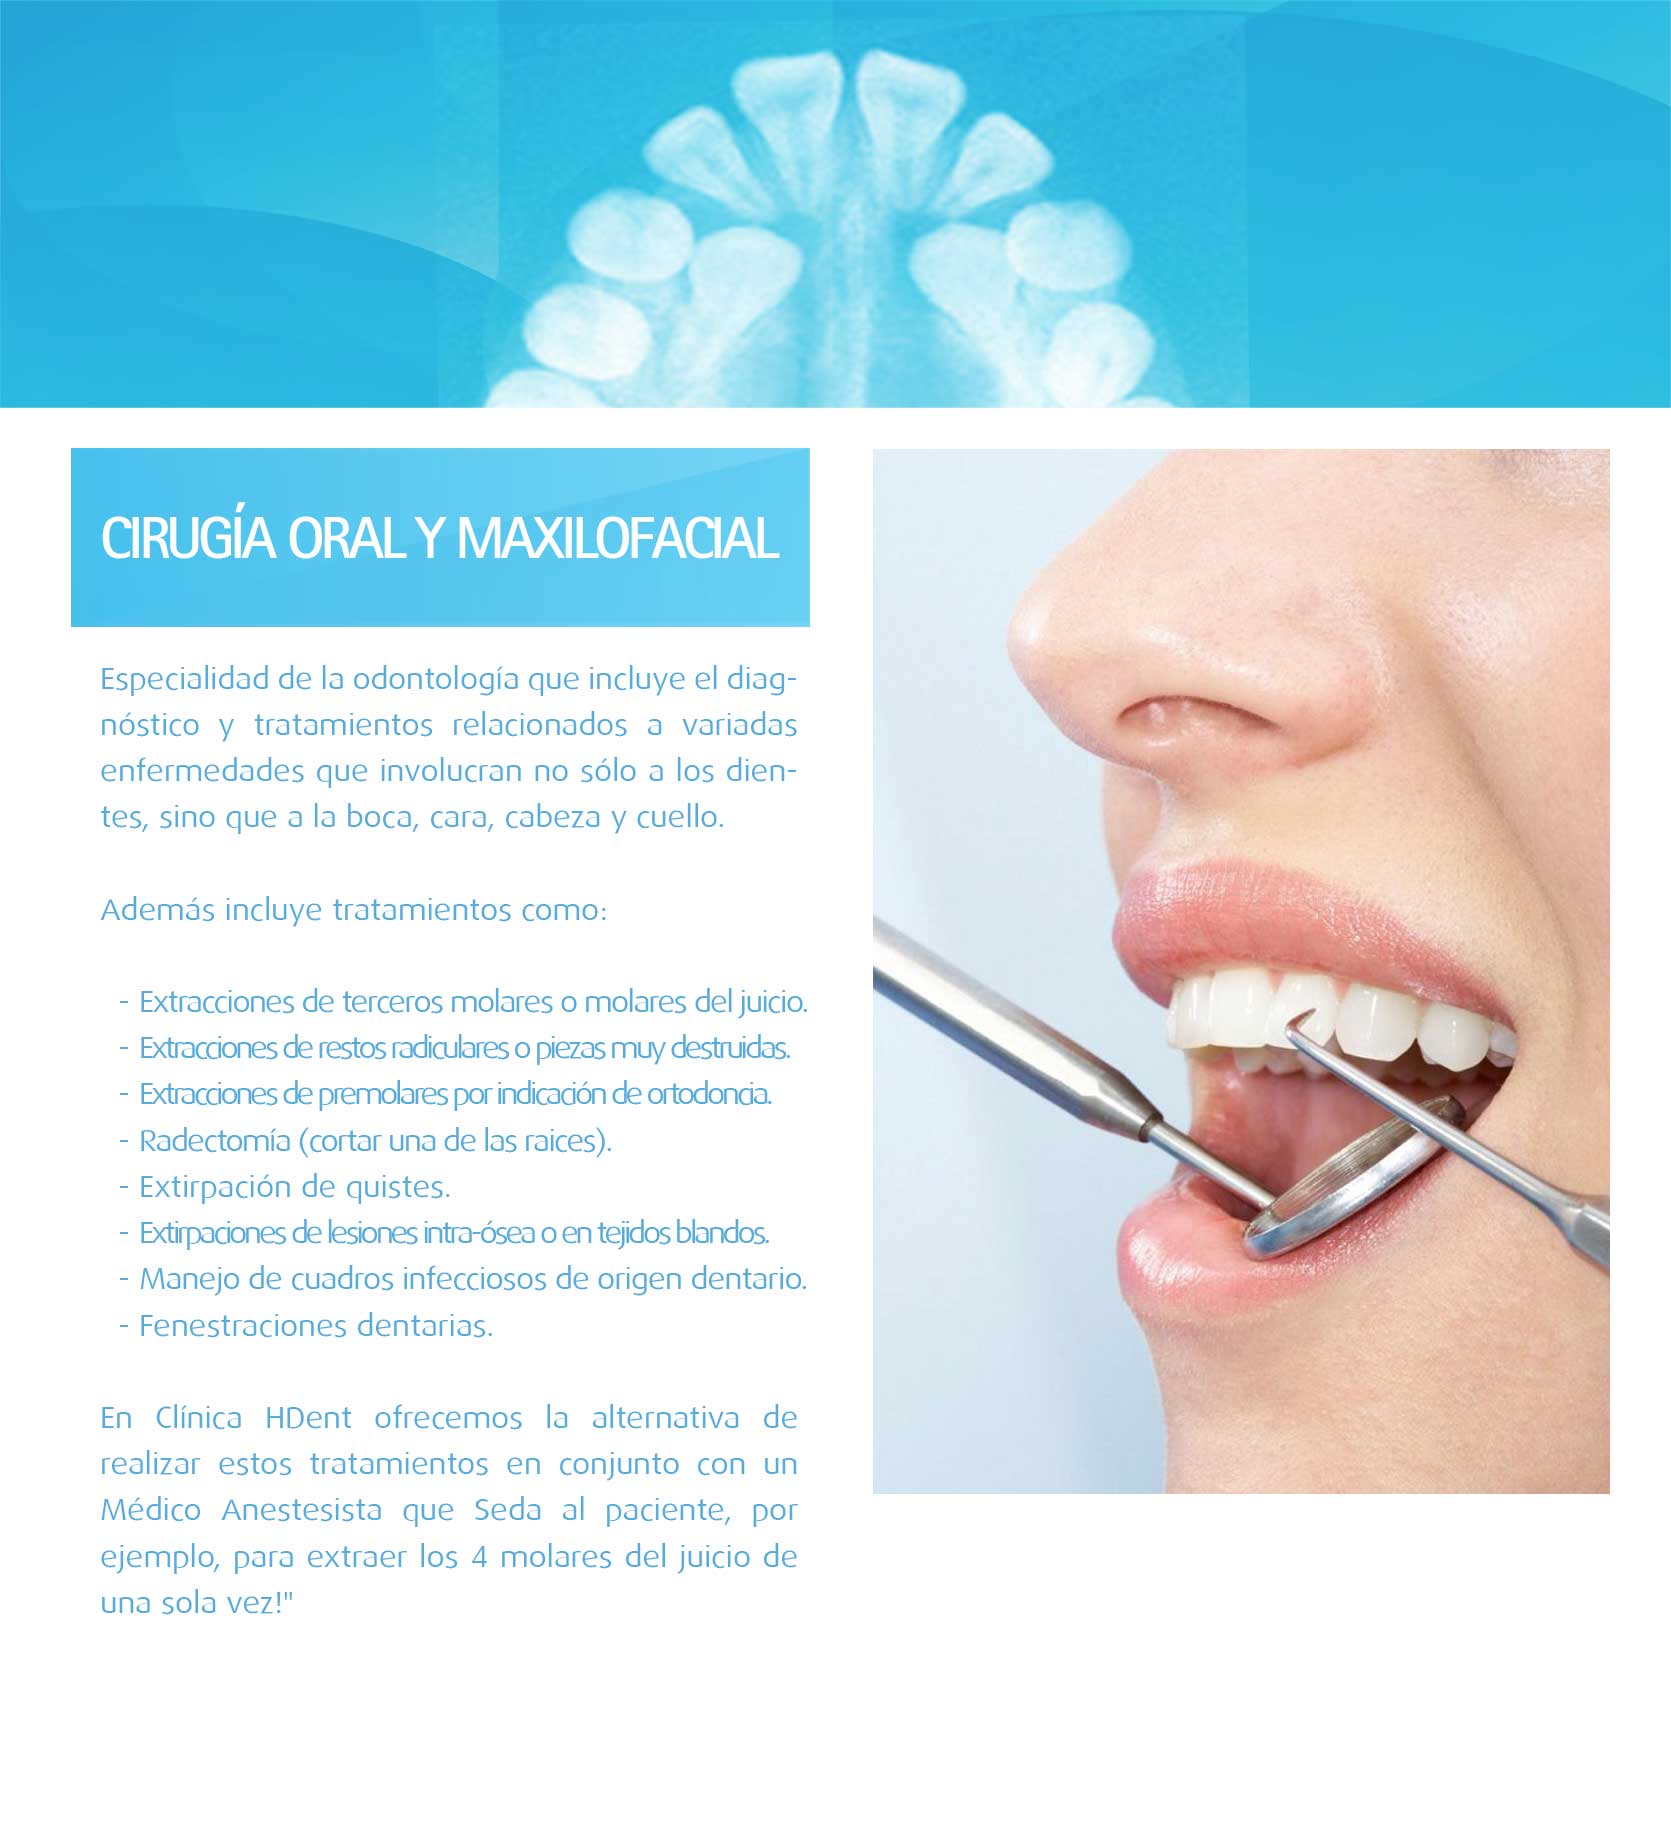 CIRUGÍA ORAL Y MAXILOFACIAL
Especialidad de la odontología que incluye el diag-
nóstico y tratamientos relacionados a variadas
enfermedades que involucran no sólo a los dien-
tes, sino que a la boca, cara, cabeza y cuello.
Además incluye tratamientos como:
- Extracciones de terceros molares o molares del juicio.
- Extracciones de restos radiculares o piezas muy destruidas.
- Extracciones de premolares por indicación de ortodoncia.
- Radectomía (cortar una de las raices).
- Extirpación de quistes.
- Extirpaciones de lesiones intra-ósea o en tejidos blandos.
- Manejo de cuadros infecciosos de origen dentario.
- Fenestraciones dentarias.
En Clínica HDent ofrecemos la alternativa de
realizar estos tratamientos en conjunto con un
Médico Anestesista que Seda al paciente, por
ejemplo, para extraer los 4 molares del juicio de
una sola vez!"